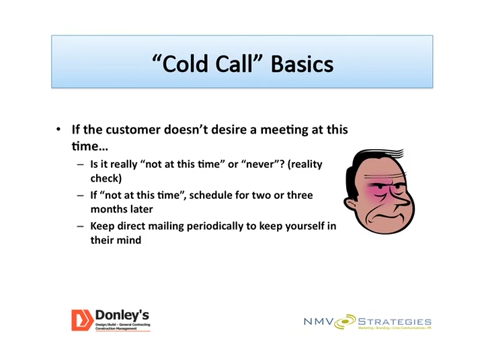 “Cold Call” Basics
• If the customer doesn’t desire a meeting at this
time…
– Is it really “not at this time” or “never”? (reality
check)
– If “not at this time”, schedule for two or three
months later
– Keep direct mailing periodically to keep yourself in
their mind
Donley's
Design/Build - General Contracting
Construction Management
NMV STRATEGIES